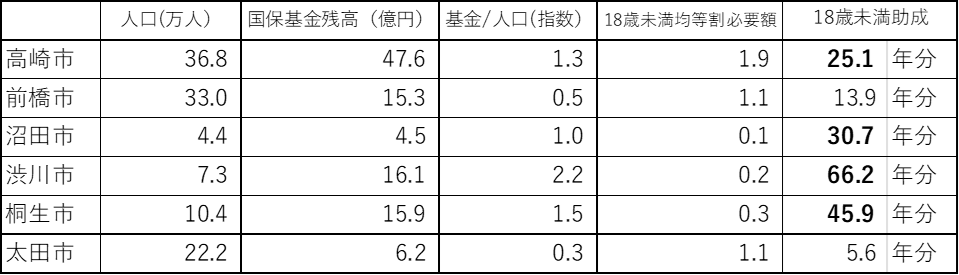 人口(万人) 国保基金残高（億円） 基金/人口(指数) 18歳未満均等割必要額 18歳未満助成
高崎市 36.8 47.6 1.3 1.9 25.1 年分
前橋市 33.0 15.3 0.5 1.1 13.9 年分
沼田市 4.4 4.5 1.0 0.1 30.7 年分
渋川市 7.3 16.1 2.2 0.2 66.2 年分
桐生市 10.4 15.9 1.5 0.3 45.9 年分
太田市 22.2 6.2 0.3 1.1 5.6 年分